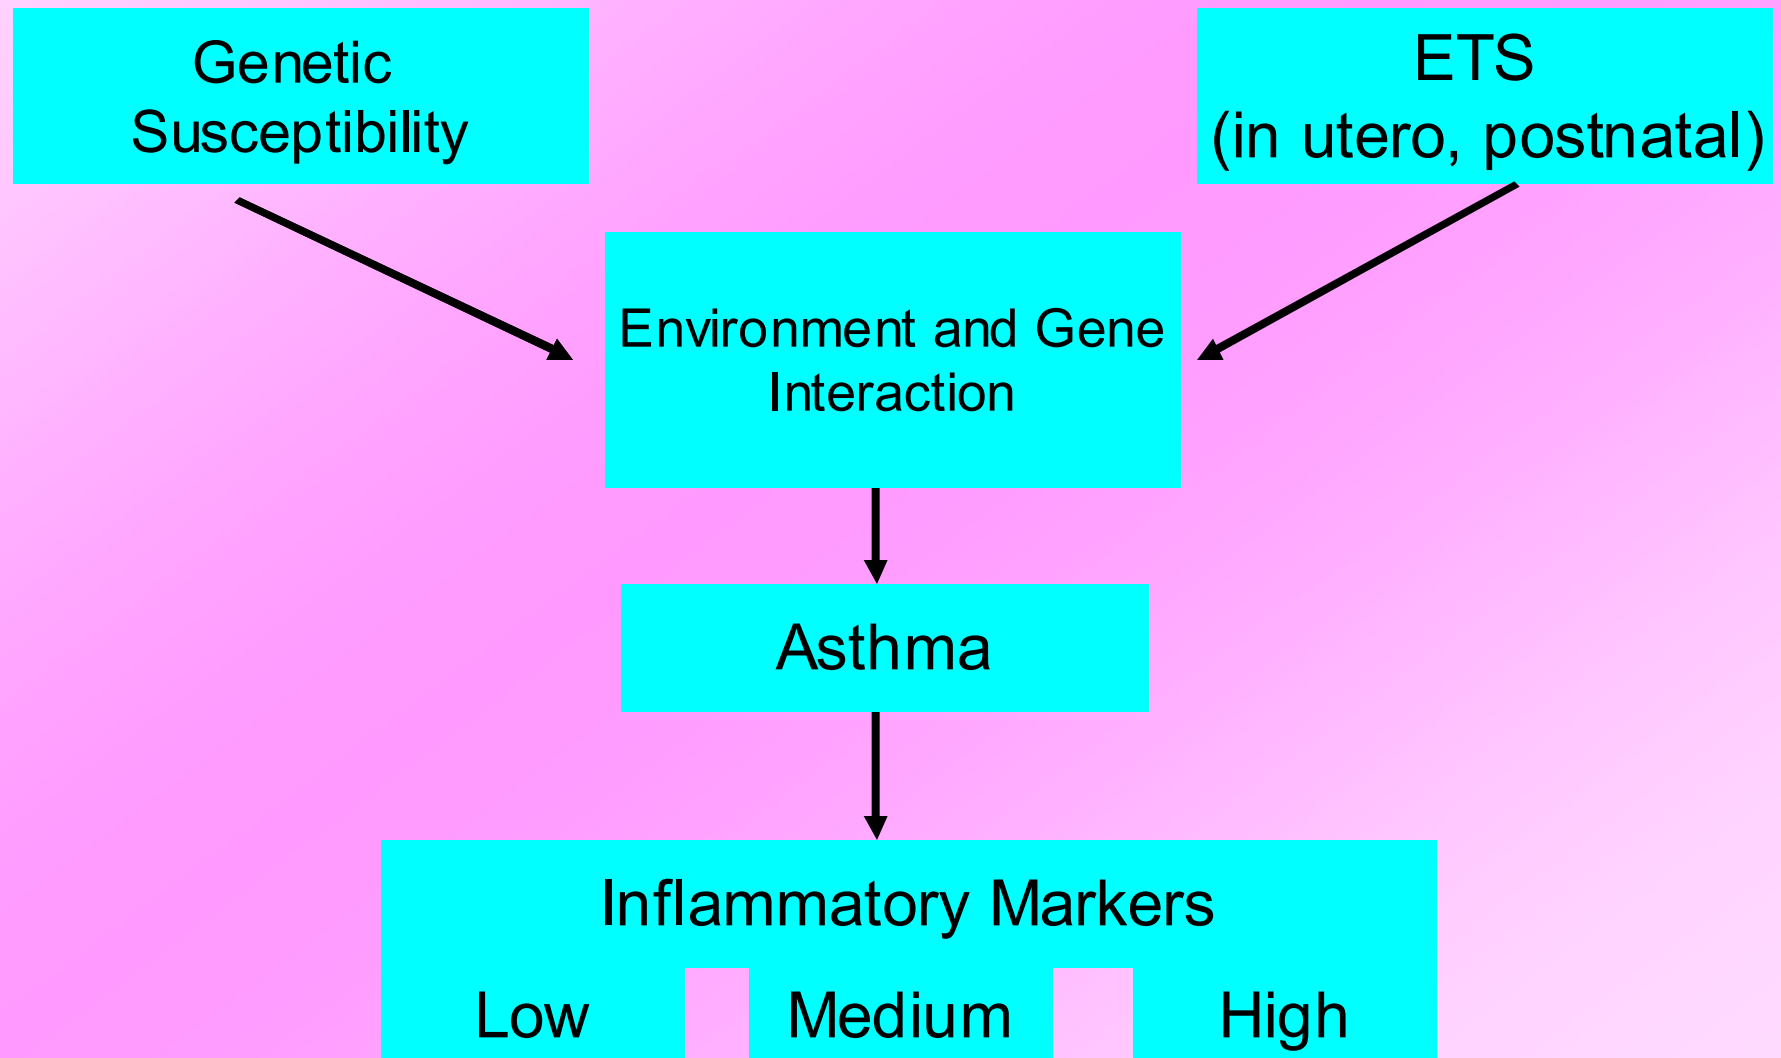 Genetic
Susceptibility
ETS
(in utero, postnatal)
Environment and Gene
Interaction
Asthma
Inflammatory Markers
Low
Medium
High